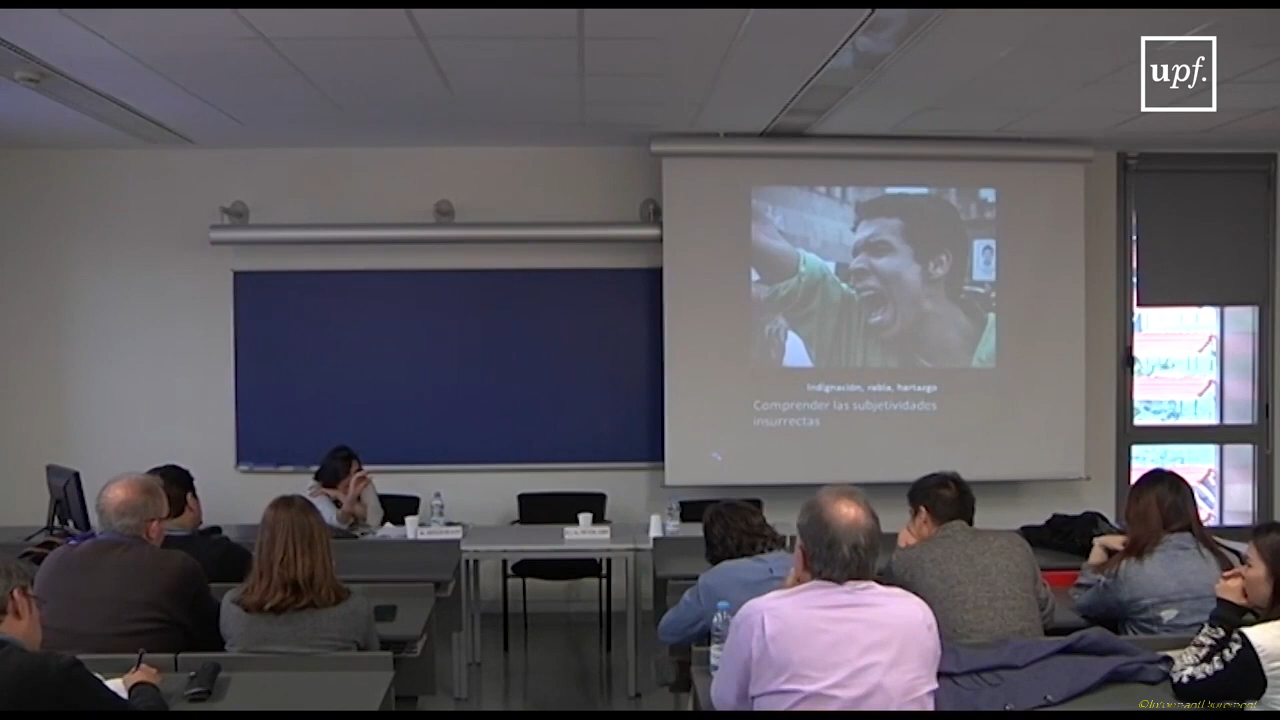 upf.
Indignación, rabia, hartazgo
Comprender las subjetividades
insurrectas